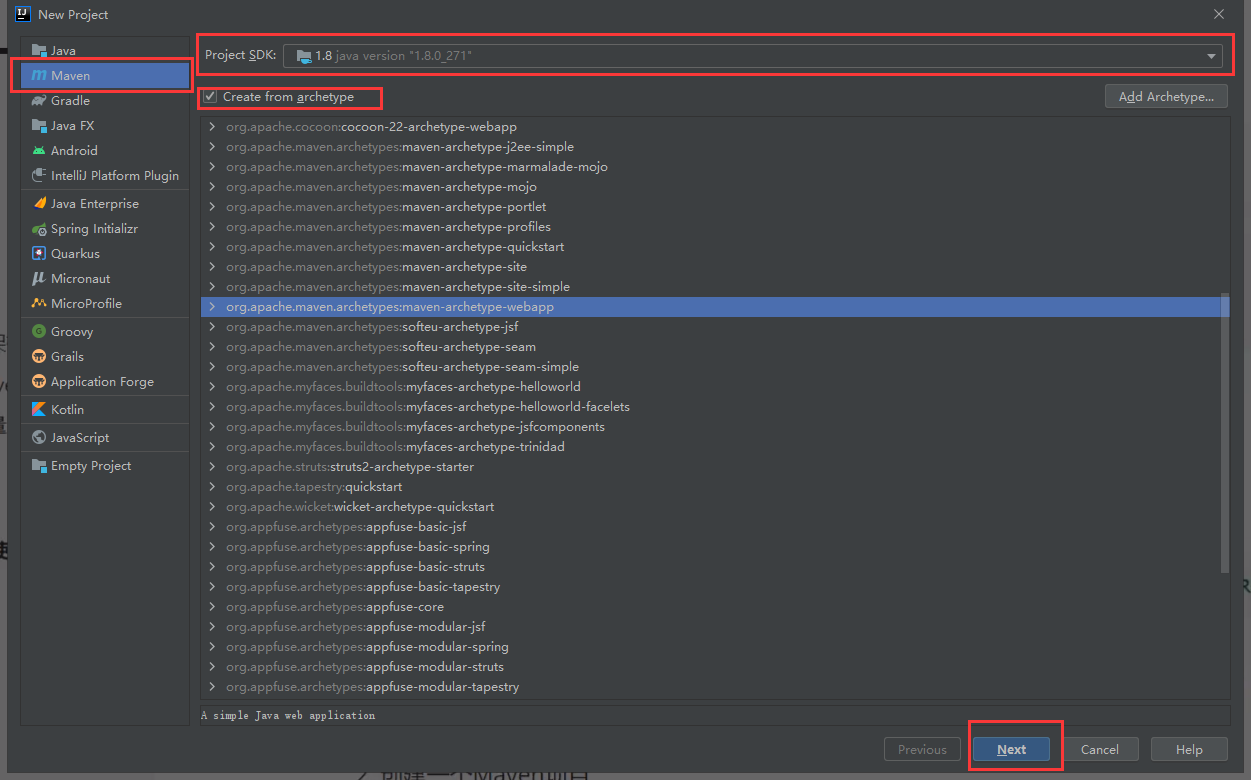 New Project
Java
Maven
Gradle
Java FX
Android
IntelliJ Platform Plugin
Java Enterprise
Spring Initializr
Quarkus
Micronaut
MicroProfile
Groovy
Grails
Application Forge
Kotlin
JavaScript
Empty Project
Project SDK: 1.8 java version "1.8.0_271"
Create from archetype
Add Archetype...
org.apache.cocoon:cocoon-22-archetype-webapp
org.apache.maven.archetypes:maven-archetype-j2ee-simple
org.apache.maven.archetypes:maven-archetype-marmalade-mojo
org.apache.maven.archetypes:maven-archetype-mojo
org.apache.maven.archetypes:maven-archetype-portlet
org.apache.maven.archetypes:maven-archetype-profiles
org.apache.maven.archetypes:maven-archetype-quickstart
org.apache.maven.archetypes:maven-archetype-site
org.apache.maven.archetypes:maven-archetype-site-simple
org.apache.maven.archetypes:maven-archetype-webapp
org.apache.maven.archetypes:softeu-archetype-jsf
org.apache.maven.archetypes:softeu-archetype-seam
org.apache.maven.archetypes:softeu-archetype-seam-simple
org.apache.myfaces.buildtools:myfaces-archetype-helloworld
org.apache.myfaces.buildtools:myfaces-archetype-helloworld-facelets
org.apache.myfaces.buildtools:myfaces-archetype-jsfcomponents
org.apache.myfaces.buildtools:myfaces-archetype-trinidad
org.apache.struts:struts2-archetype-starter
org.apache.tapestry:quickstart
org.apache.wicket:wicket-archetype-quickstart
org.appfuse.archetypes:appfuse-basic-jsf
org.appfuse.archetypes:appfuse-basic-spring
org.appfuse.archetypes:appfuse-basic-struts
org.appfuse.archetypes:appfuse-basic-tapestry
org.appfuse.archetypes:appfuse-core
org.appfuse.archetypes:appfuse-modular-jsf
org.appfuse.archetypes:appfuse-modular-spring
org.appfuse.archetypes:appfuse-modular-struts
org.appfuse.archetypes:appfuse-modular-tapestry
A simple Java web application
Previous
Next
Cancel
Help
创建一个Maven项目